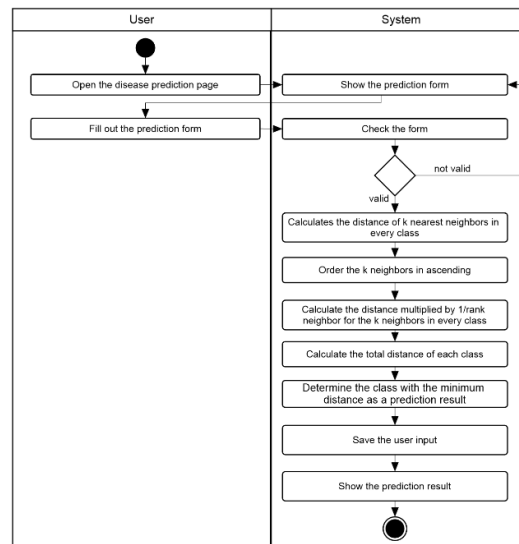 User
System
Open the disease prediction page
Show the prediction form
Fill out the prediction form
Check the form
not valid
valid
Calculates the distance of k nearest neighbors in
every class
Order the k neighbors in ascending
Calculate the distance multiplied by 1/rank
neighbor for the k neighbors in every class
Calculate the total distance of each class
Determine the class with the minimum
distance as a prediction result
Save the user input
Show the prediction result